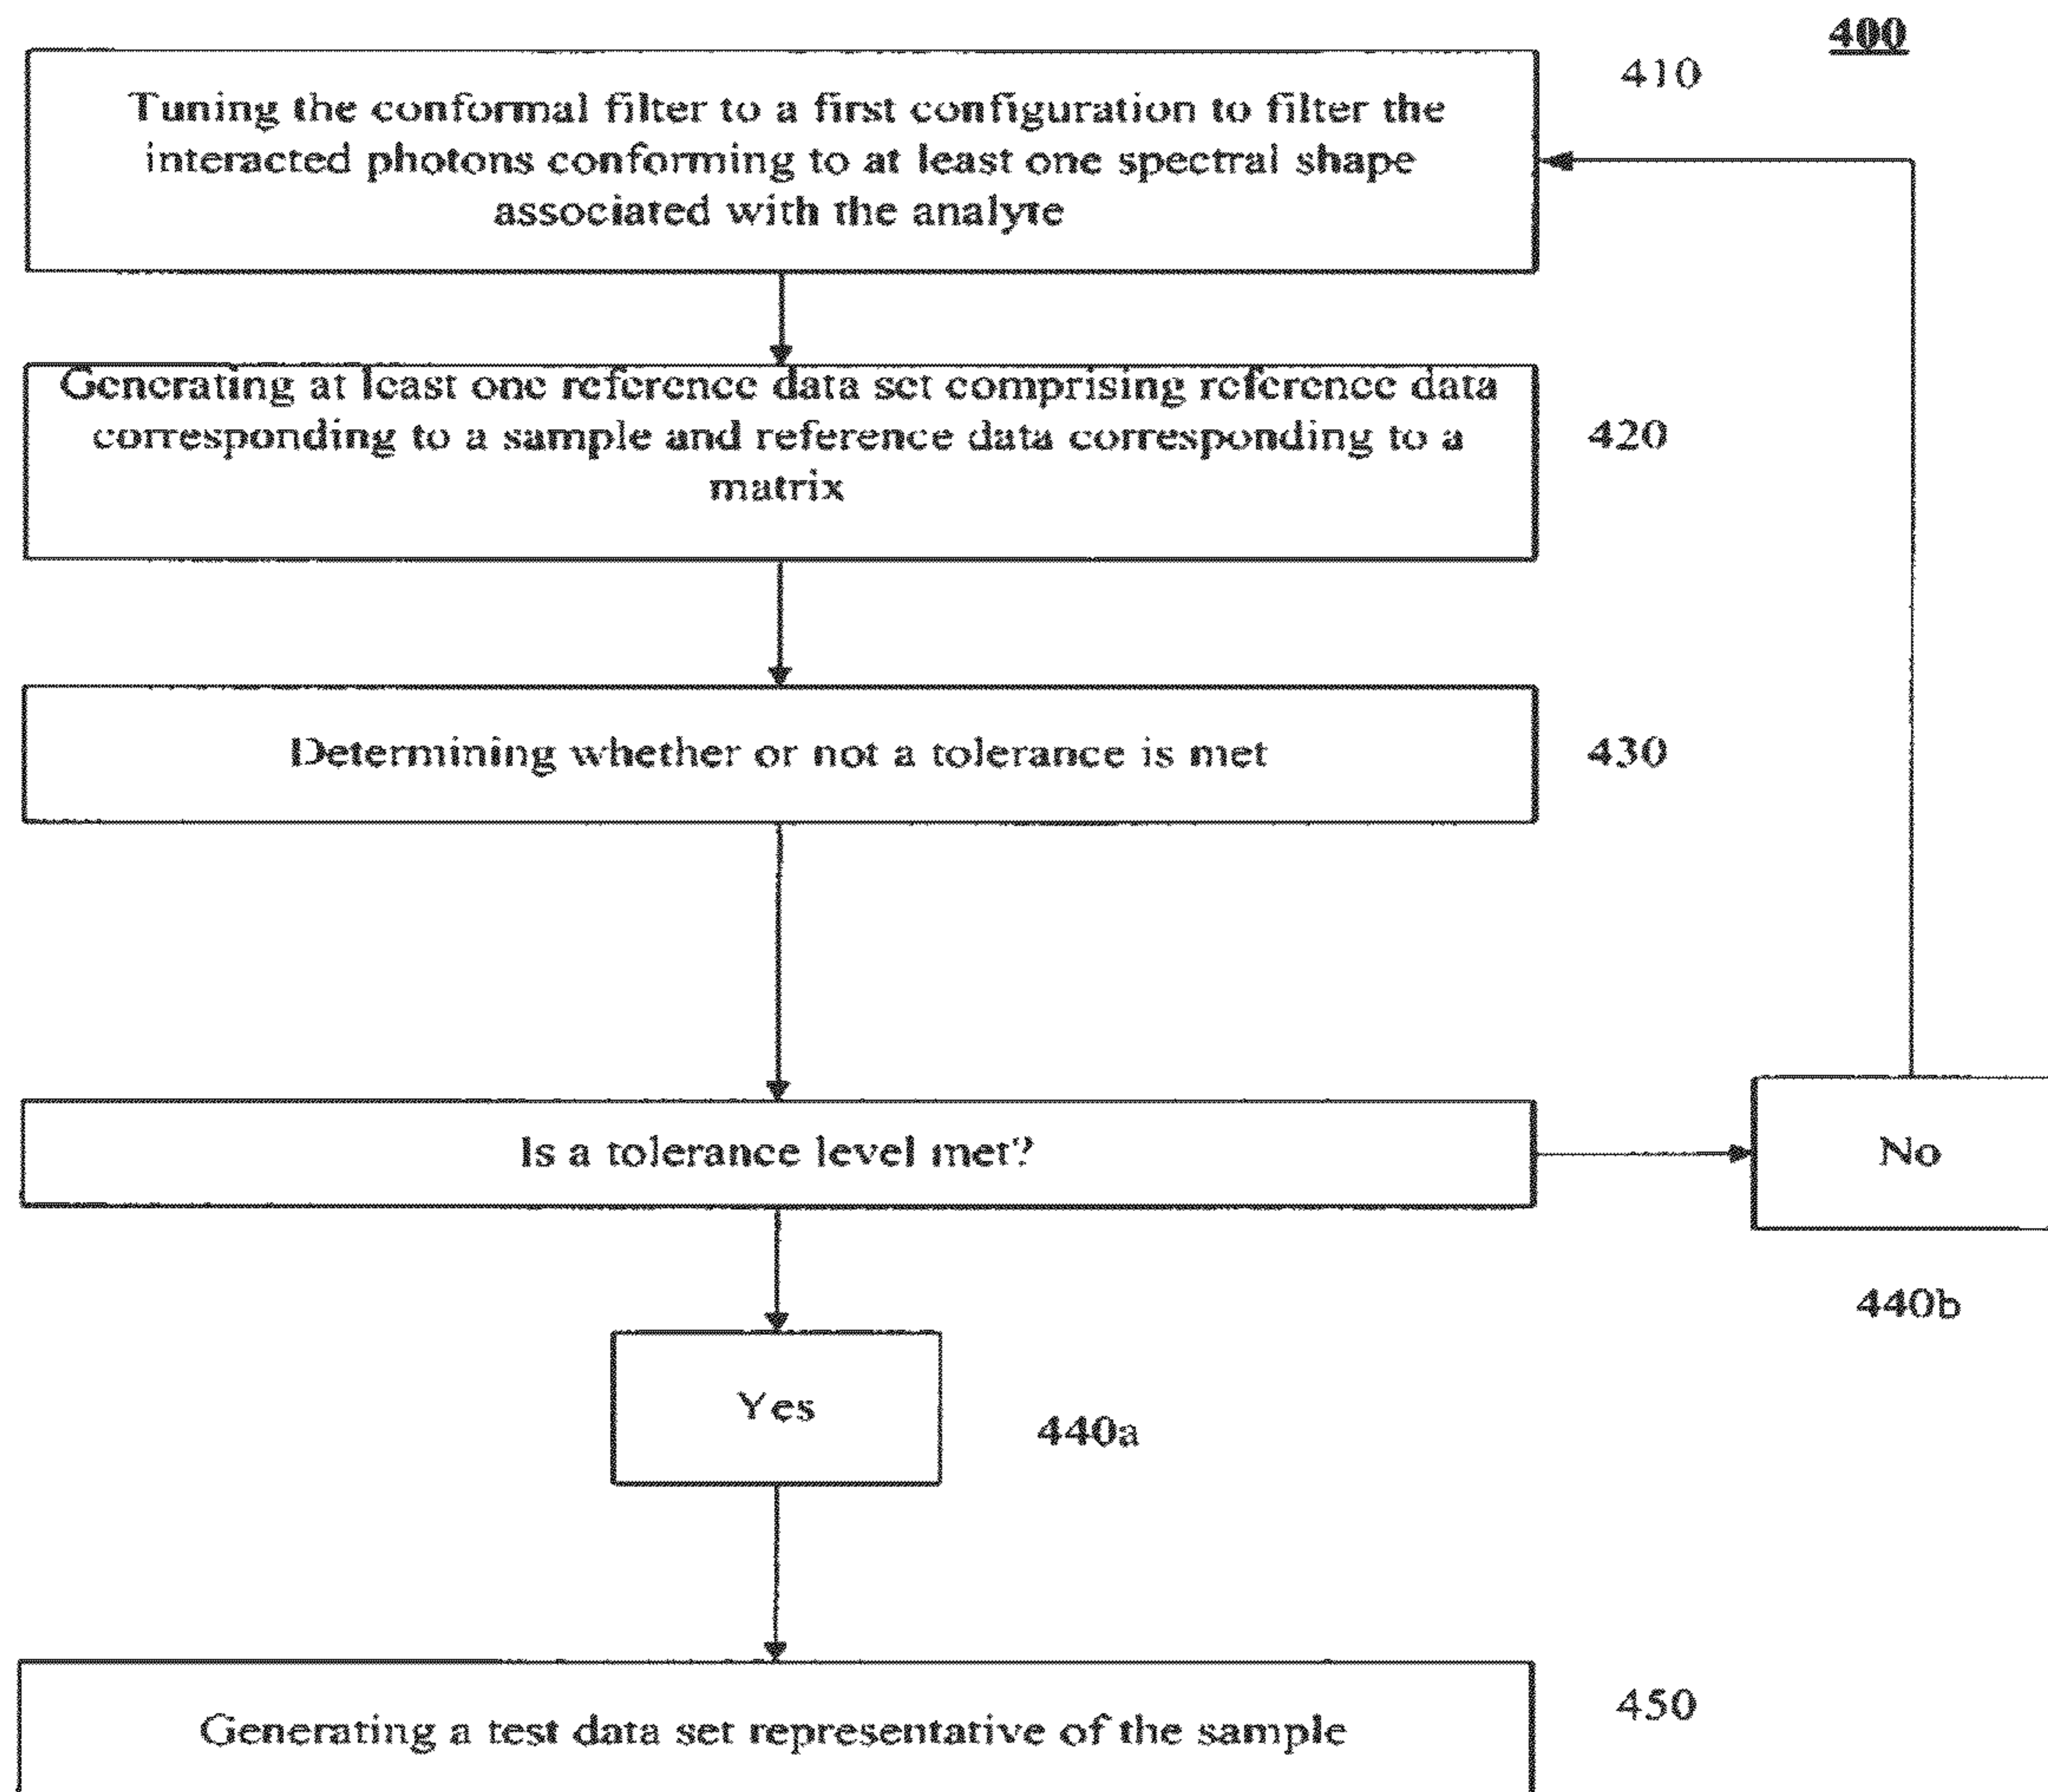 400
410
Tuning the conformal filter to a first configuration to filter the
interacted photons conforming to at least one spectral shape
associated with the analyte
Generating at least one reference data set comprising reference data
corresponding to a sample and reference data corresponding to a
matrix
420
Determining whether or not a tolerance is met
430
Is a tolerance level met?
No
440b
Yes
440a
450
Generating a test data set representative of the sample